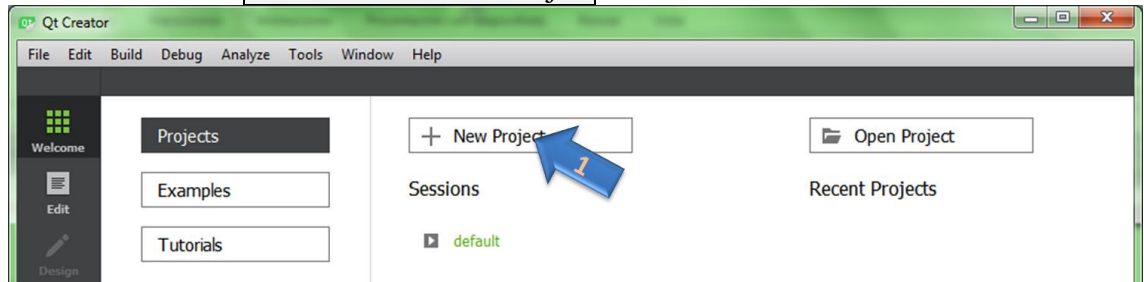 Qt Creator
File Edit Build Debug Analyze Tools Window Help
Welcome
Edit
Design
Projects
Examples
Tutorials
+ New Project
1
Sessions
default
Open Project
Recent Projects